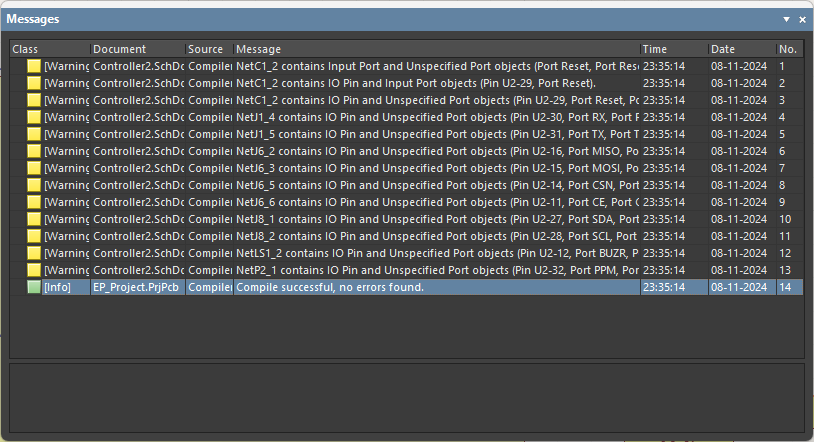 Messages
Class Document Source Message Time Date No.
[Warning Controller2.SchDo Compiler NetC1_2 contains Input Port and Unspecified Port objects (Port Reset, Port Rese 23:35:14 08-11-2024 1
[Warning Controller2.SchDo Compiler NetC1_2 contains IO Pin and Input Port objects (Pin U2-29, Port Reset). 23:35:14 08-11-2024 2
[Warning Controller2.SchDo Compiler NetC1_2 contains IO Pin and Unspecified Port objects (Pin U2-29, Port Reset, Po 23:35:14 08-11-2024 3
[Warning Controller2.SchDo Compiler NetJ1_4 contains IO Pin and Unspecified Port objects (Pin U2-30, Port RX, Port R 23:35:14 08-11-2024 4
[Warning Controller2.SchDo Compiler NetJ1_5 contains IO Pin and Unspecified Port objects (Pin U2-31, Port TX, Port T 23:35:14 08-11-2024 5
[Warning Controller2.SchDo Compiler NetJ6_2 contains IO Pin and Unspecified Port objects (Pin U2-16, Port MISO, Po 23:35:14 08-11-2024 6
[Warning Controller2.SchDo Compiler NetJ6_3 contains IO Pin and Unspecified Port objects (Pin U2-15, Port MOSI, Po 23:35:14 08-11-2024 7
[Warning Controller2.SchDo Compiler NetJ6_5 contains IO Pin and Unspecified Port objects (Pin U2-14, Port CSN, Por 23:35:14 08-11-2024 8
[Warning Controller2.SchDo Compiler NetJ6_6 contains IO Pin and Unspecified Port objects (Pin U2-11, Port CE, Port C 23:35:14 08-11-2024 9
[Warning Controller2.SchDo Compiler NetJ8_1 contains IO Pin and Unspecified Port objects (Pin U2-27, Port SDA, Port 23:35:14 08-11-2024 10
[Warning Controller2.SchDo Compiler NetJ8_2 contains IO Pin and Unspecified Port objects (Pin U2-28, Port SCL, Port 23:35:14 08-11-2024 11
[Warning Controller2.SchDo Compiler NetLS1_2 contains IO Pin and Unspecified Port objects (Pin U2-12, Port BUZR, P 23:35:14 08-11-2024 12
[Warning Controller2.SchDo Compiler NetP2_1 contains IO Pin and Unspecified Port objects (Pin U2-32, Port PPM, Por 23:35:14 08-11-2024 13
[Info] EP_Project.PrjPcb Compiler Compile successful, no errors found. 23:35:14 08-11-2024 14